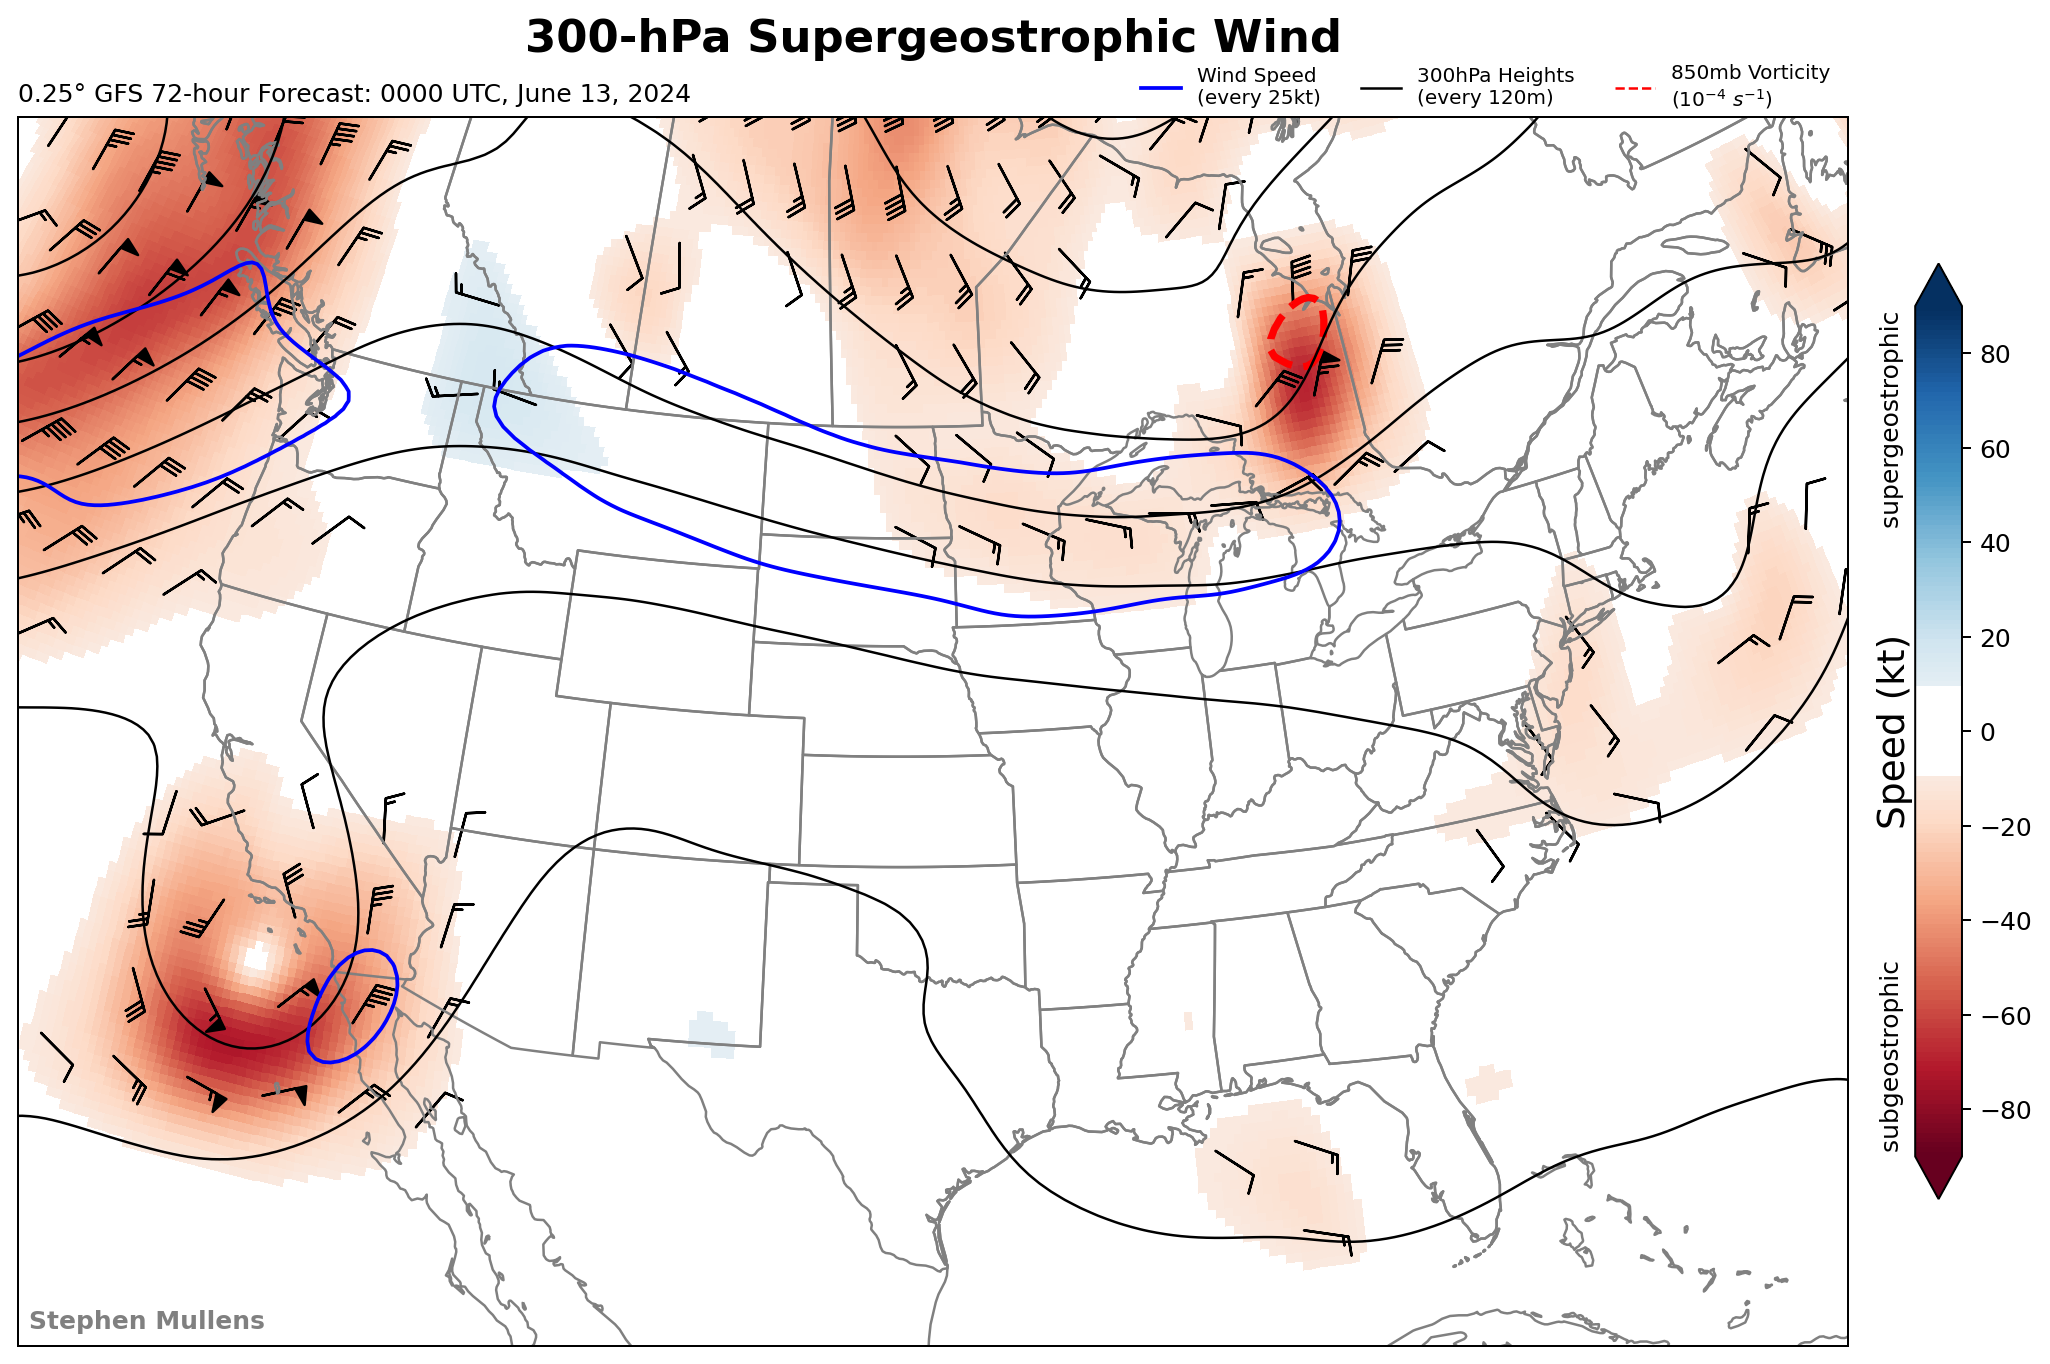 300-hPa Supergeostrophic Wind
0.25° GFS 72-hour Forecast: 0000 UTC, June 13, 2024
Wind Speed
(every 25kt)
300hPa Heights
(every 120m)
850mb Vorticity
(10⁻⁴ s⁻¹)
supergeostrophic
Speed (kt)
subgeostrophic
80
60
40
20
0
−20
−40
−60
−80
Stephen Mullens